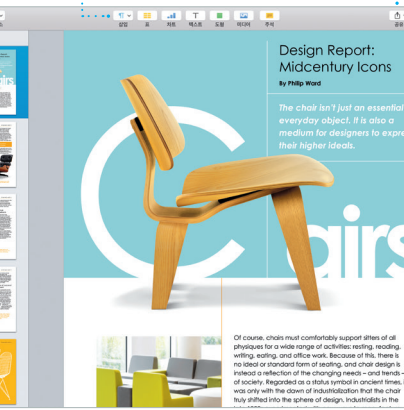 삽입 표 차트 텍스트 도형 미디어 주석 공유
Design Report:
Midcentury Icons
By Philip Ward
The chair isn't just an essential
everyday object. It is also a
medium for designers to expre
their higher ideals.
C airs
Of course, chairs must comfortably support sitters of all
physiques for a wide range of activities: resting, reading,
writing, eating, and office work. Because of this, there is
no ideal or standard form of seating, and chair design is
instead a reflection of the changing needs – and trends –
of society. Regarded as a status symbol in ancient times, i
was only with the dawn of industrialization that the chair
truly shifted into the sphere of design. Industrialists in the